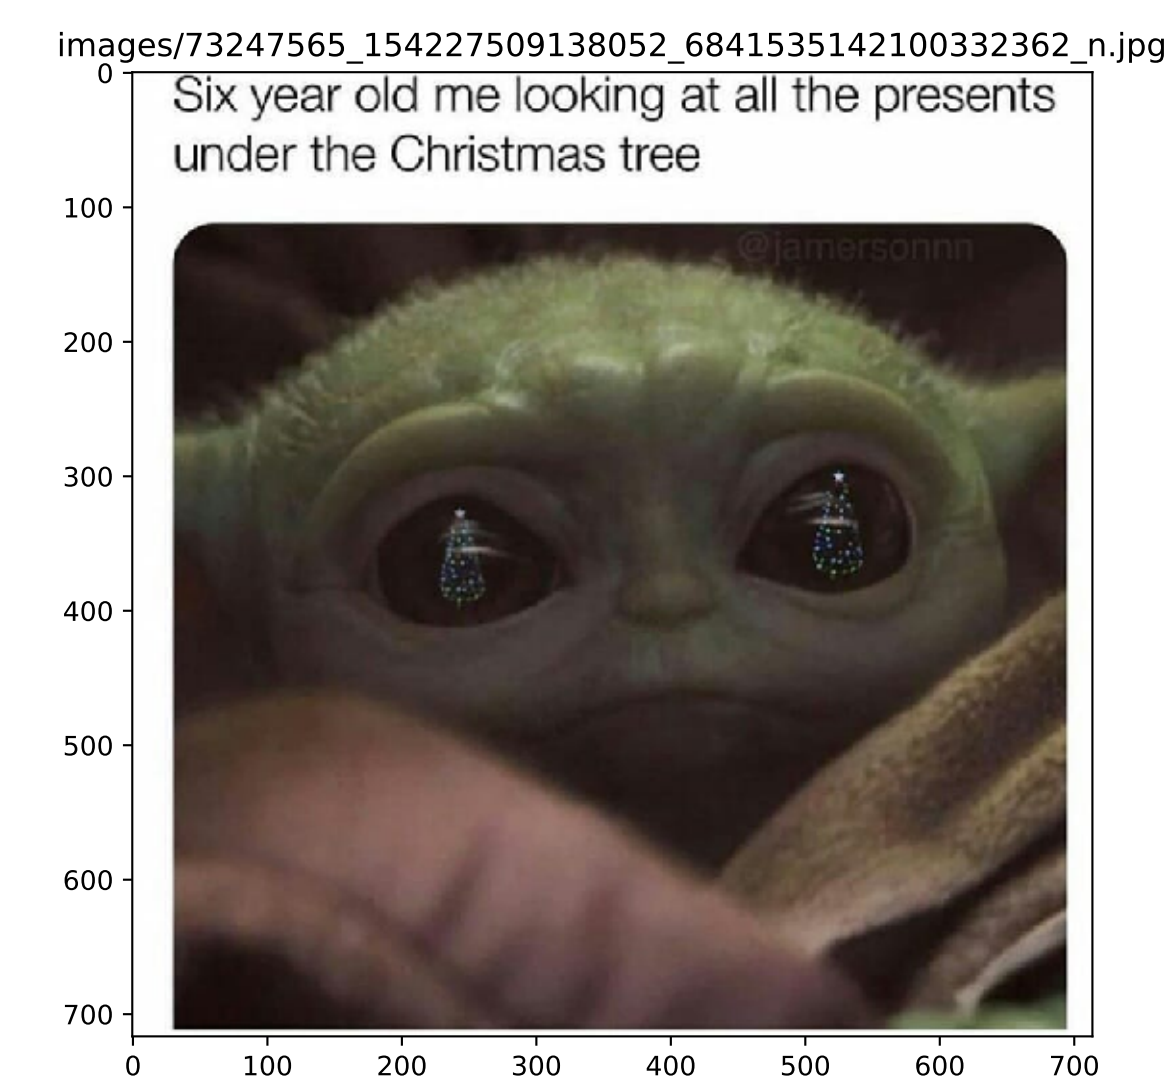 images/73247565_154227509138052_6841535142100332362_n.jpg
Six year old me looking at all the presents
under the Christmas tree
@jamersonnn
0
100
200
300
400
500
600
700
0 100 200 300 400 500 600 700